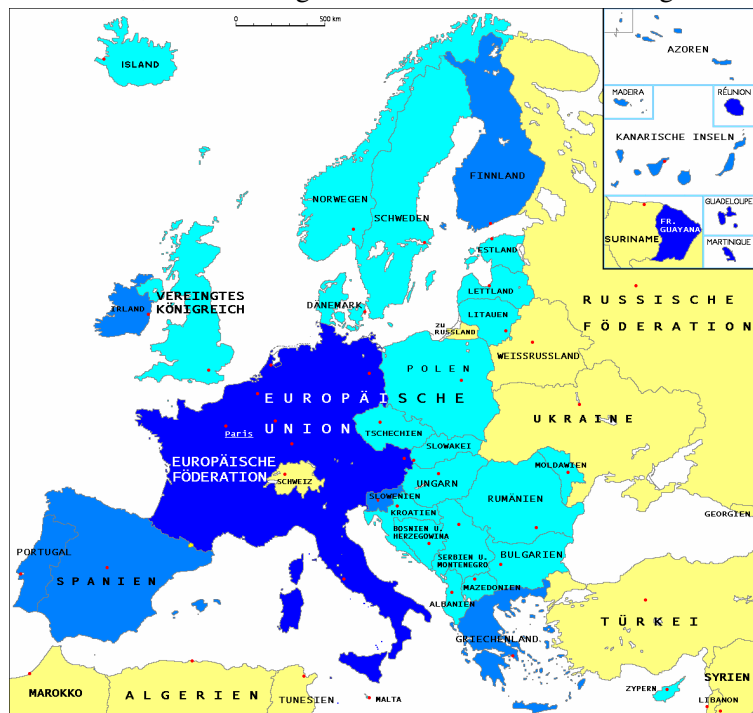 500 km
ISLAND
AZOREN
MADEIRA
RÉUNION
KANARISCHE INSELN
GUADELOUPE
FR.
GUAYANA
SURINAME
MARTINIQUE
FINNLAND
NORWEGEN
SCHWEDEN
ESTLAND
LETTLAND
LITAUEN
DÄNEMARK
VEREINGTES
KÖNIGREICH
IRLAND
RUSSISCHE
FÖDERATION
ZU
RUSSLAND
WEISSRUSSLAND
POLEN
EUROPÄISCHE
UNION
UKRAINE
Paris
TSCHECHIEN
SLOWAKEI
EUROPÄISCHE
FÖDERATION
SCHWEIZ
MOLDAWIEN
UNGARN
RUMÄNIEN
SLOWENIEN
KROATIEN
GEORGIEN
BOSNIEN U.
HERZEGOWINA
PORTUGAL
SPANIEN
SERBIEN U.
MONTENEGRO
BULGARIEN
MAZEDONIEN
ALBANIEN
TÜRKEI
GRIECHENLAND
ZYPERN
SYRIEN
LIBANON
MAROKKO
ALGERIEN
TUNESIEN
MALTA